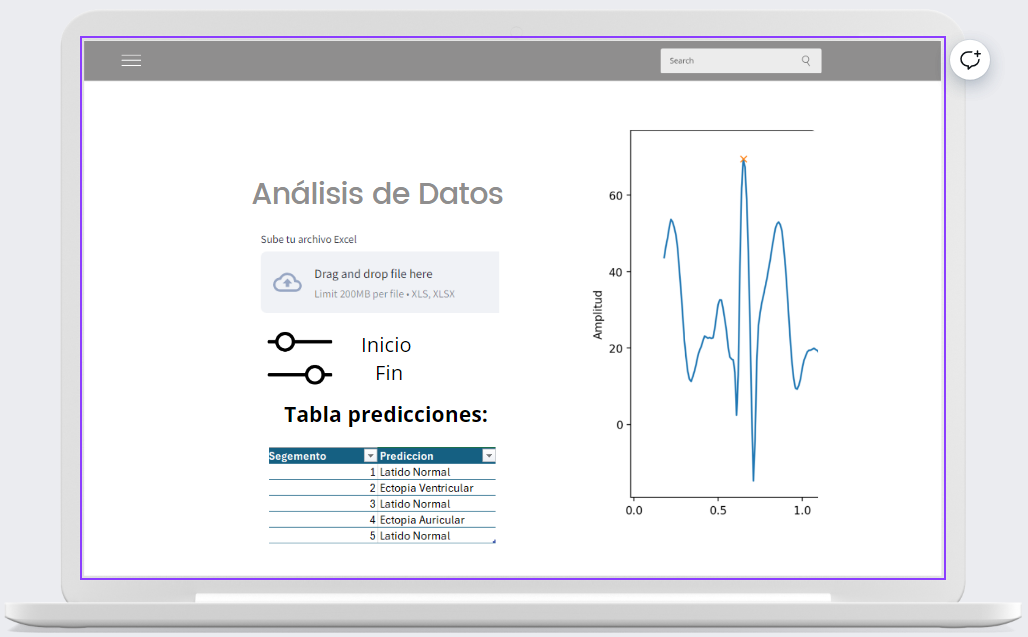 Search
Análisis de Datos
Sube tu archivo Excel
Drag and drop file here
Limit 200MB per file • XLS, XLSX
Inicio
Fin
Tabla predicciones:
Segemento Prediccion
1 Latido Normal
2 Ectopia Ventricular
3 Latido Normal
4 Ectopia Auricular
5 Latido Normal
Amplitud
60
40
20
0
0.0 0.5 1.0